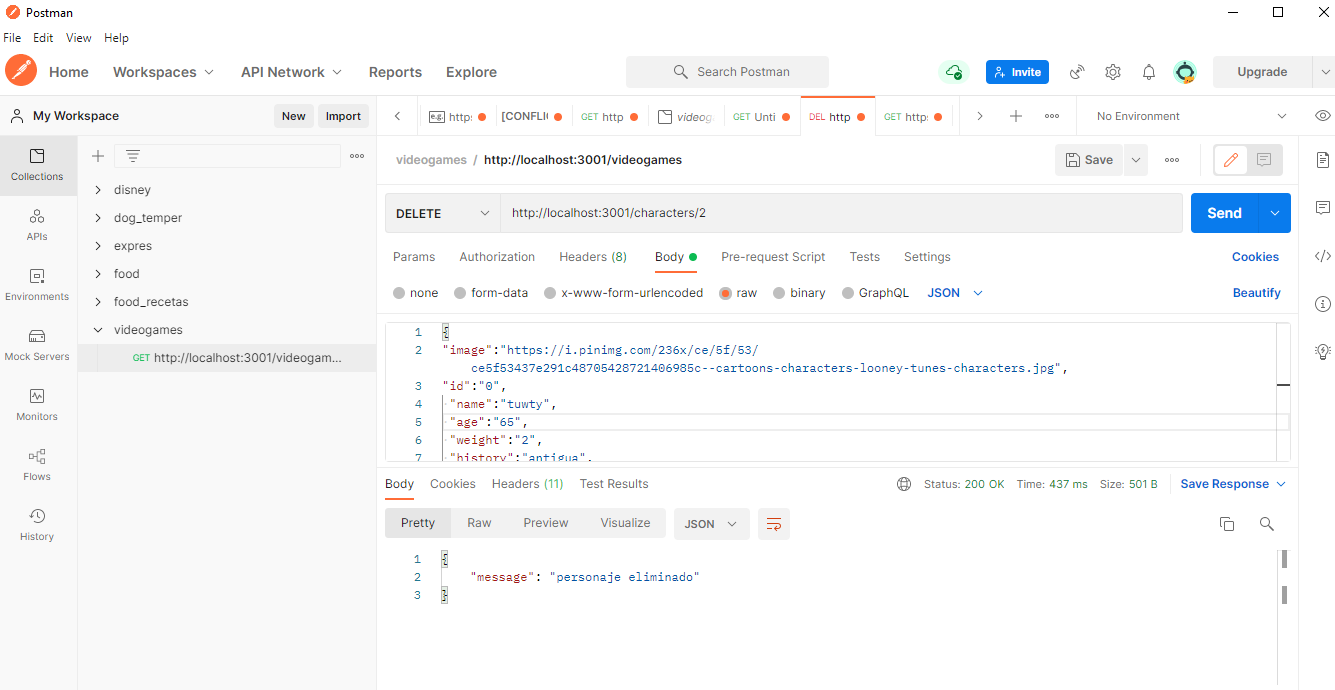 Postman
File Edit View Help
Home Workspaces API Network Reports Explore Search Postman Invite Upgrade
My Workspace New Import
e.g. https [CONFLIC GET http videog GET Unti DEL http GET https No Environment
Collections
APIs
Environments
Mock Servers
Monitors
Flows
History
disney
dog_temper
expres
food
food_recetas
videogames
GET http://localhost:3001/videogam...
videogames / http://localhost:3001/videogames Save
DELETE http://localhost:3001/characters/2 Send
Params Authorization Headers (8) Body Pre-request Script Tests Settings Cookies
none form-data x-www-form-urlencoded raw binary GraphQL JSON Beautify
1 {
2 "image":"https://i.pinimg.com/236x/ce/5f/53/
ce5f53437e291c48705428721406985c--cartoons-characters-looney-tunes-characters.jpg",
3 "id":"0",
4 "name":"tuwty",
5 "age":"65",
6 "weight":"2",
7 "history":"antigua",
Body Cookies Headers (11) Test Results Status: 200 OK Time: 437 ms Size: 501 B Save Response
Pretty Raw Preview Visualize JSON
1 {
2 "message": "personaje eliminado"
3 }